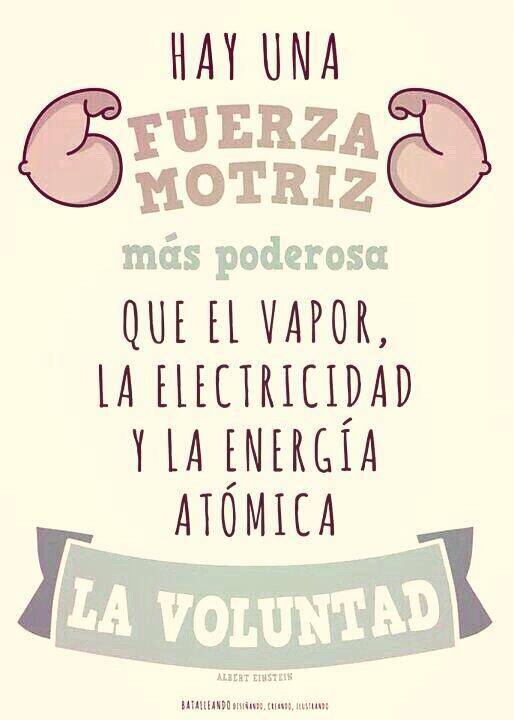 HAY UNA
FUERZA
MOTRIZ
más poderosa
QUE EL VAPOR,
LA ELECTRICIDAD
Y LA ENERGÍA
ATÓMICA
LA VOLUNTAD
ALBERT EINSTEIN
BATALLEANDO DISEÑANDO, CREANDO, ILUSTRANDO